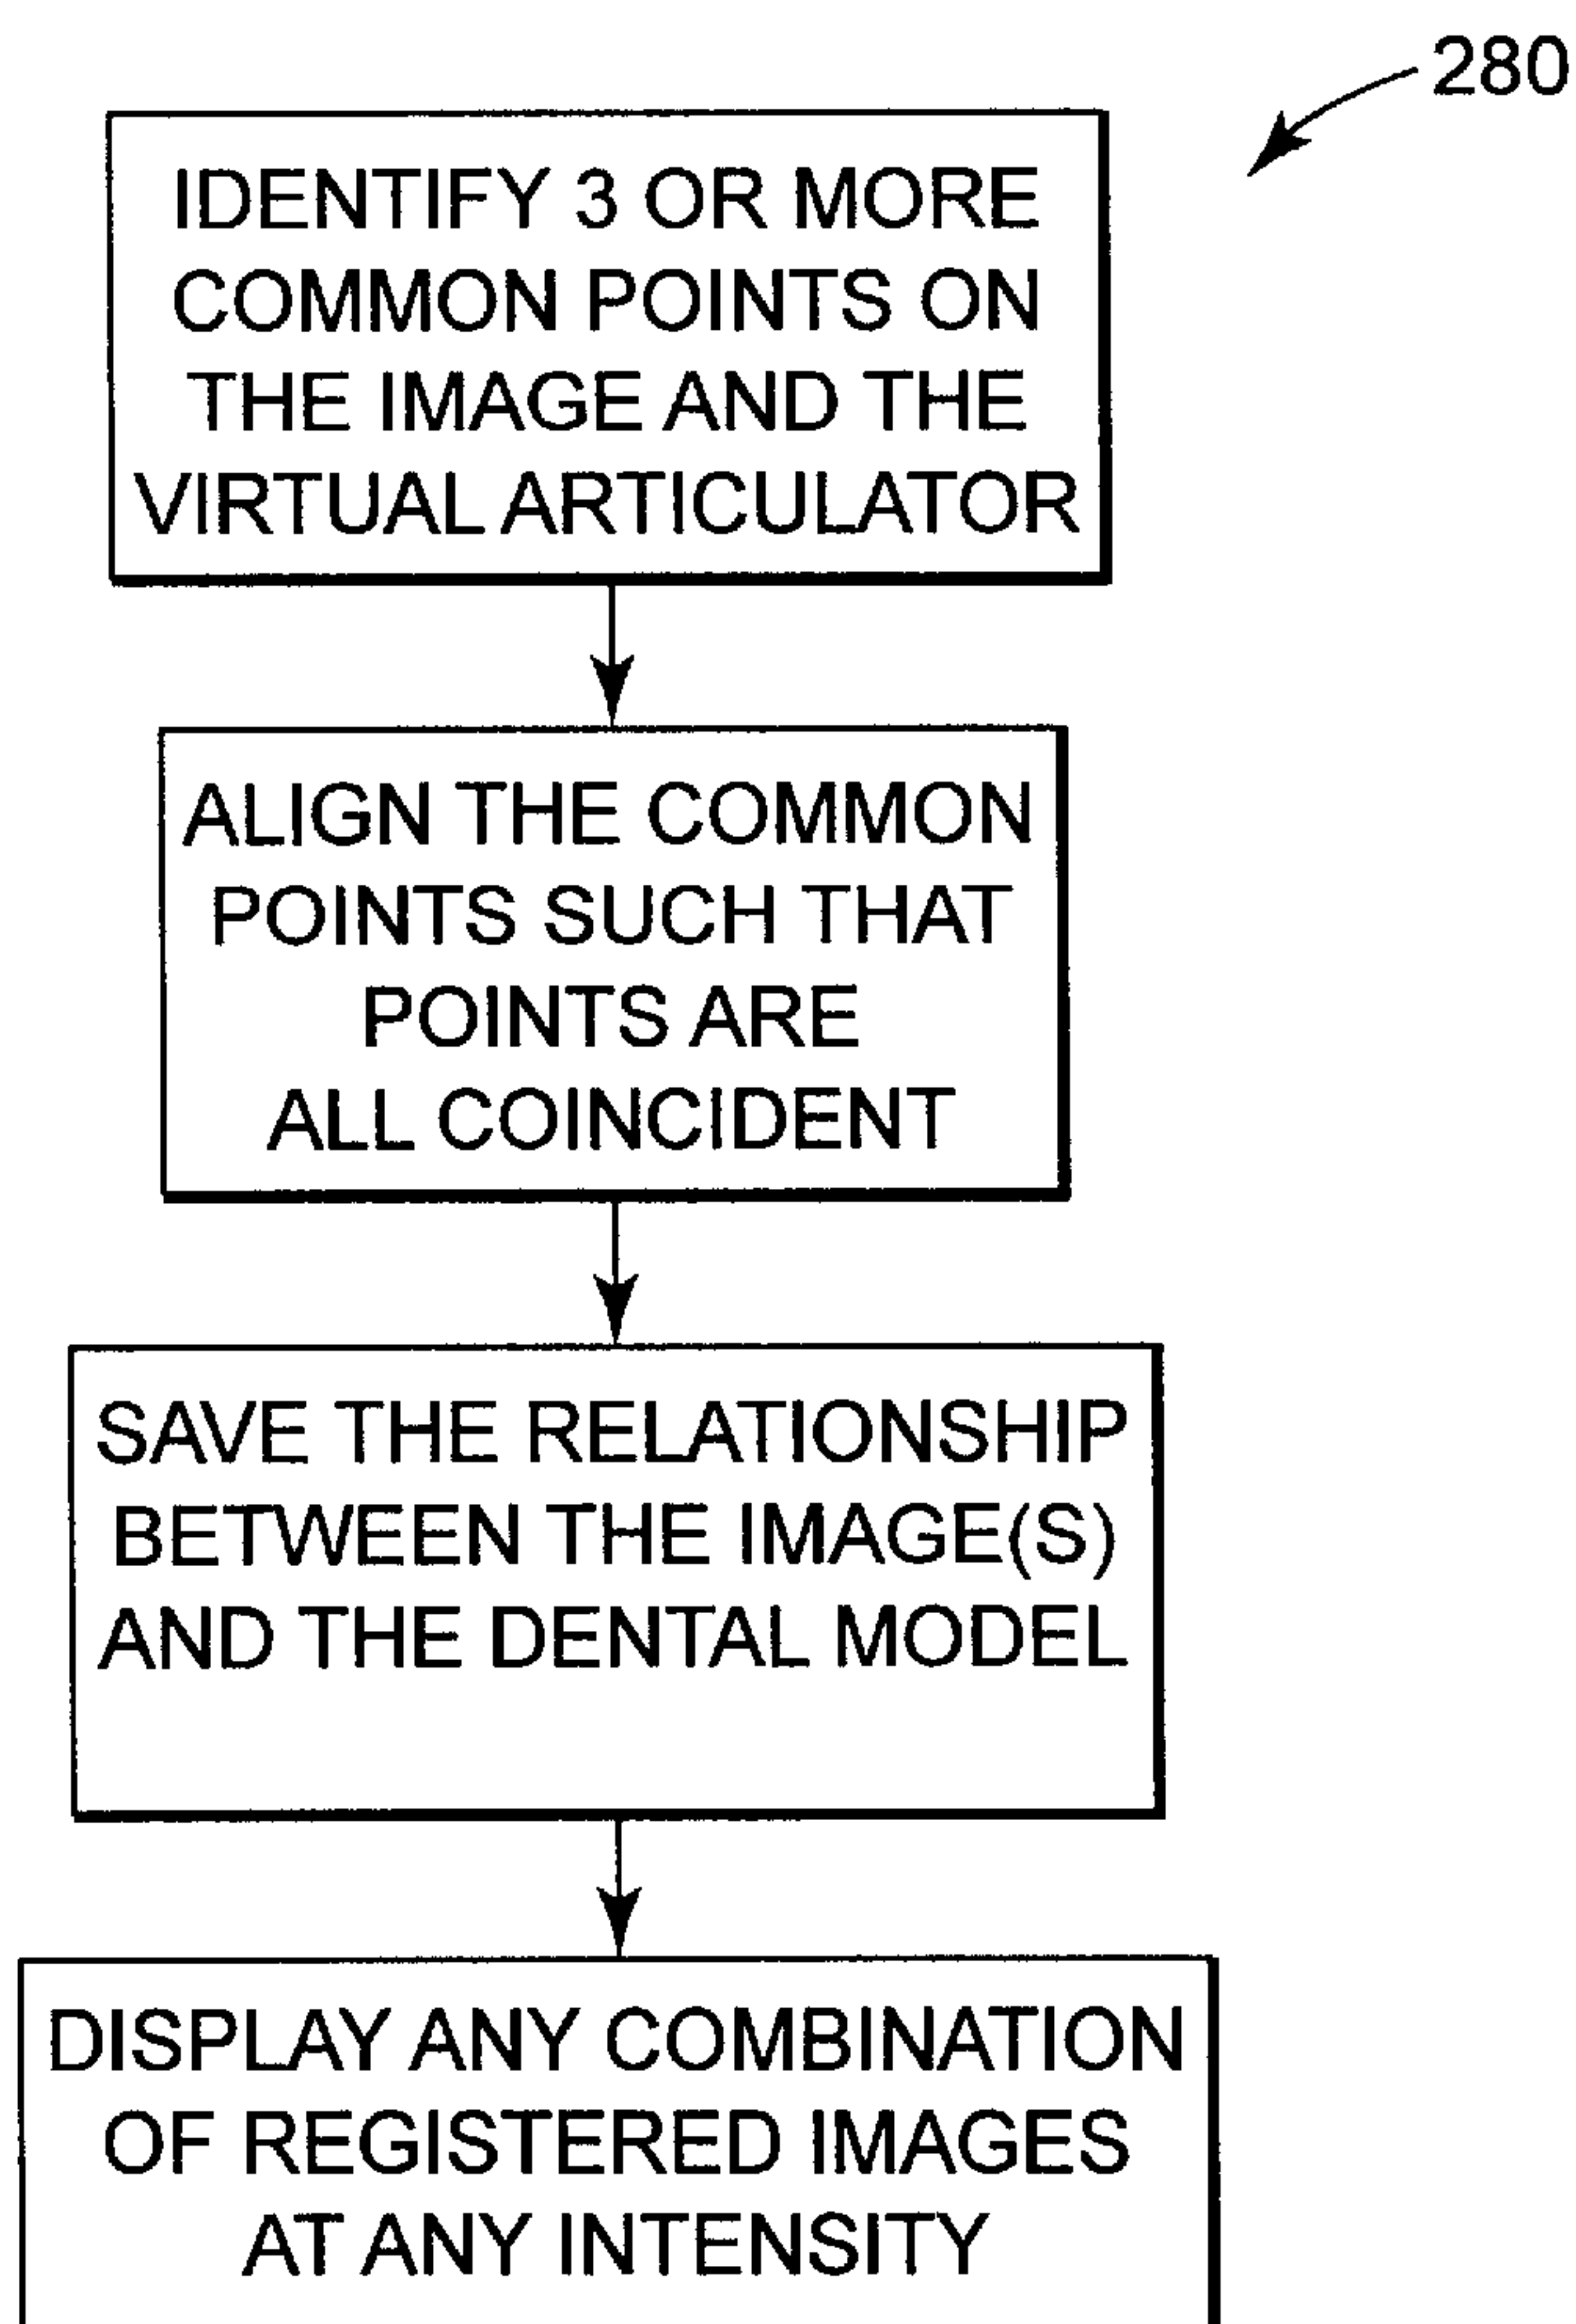 280
IDENTIFY 3 OR MORE
COMMON POINTS ON
THE IMAGE AND THE
VIRTUAL ARTICULATOR
ALIGN THE COMMON
POINTS SUCH THAT
POINTS ARE
ALL COINCIDENT
SAVE THE RELATIONSHIP
BETWEEN THE IMAGE(S)
AND THE DENTAL MODEL
DISPLAY ANY COMBINATION
OF REGISTERED IMAGES
AT ANY INTENSITY